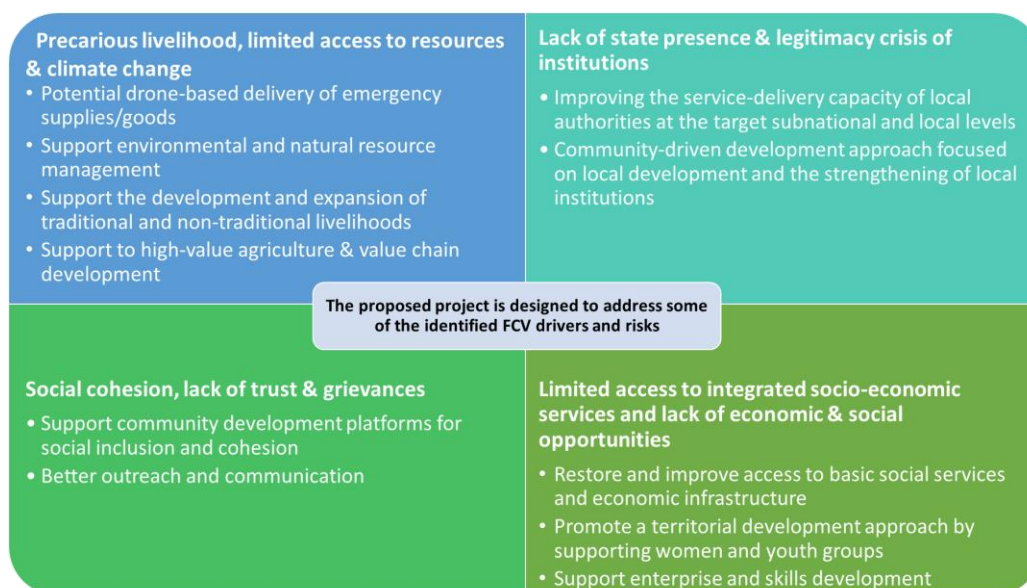 Precarious livelihood, limited access to resources
& climate change
• Potential drone-based delivery of emergency
supplies/goods
• Support environmental and natural resource
management
• Support the development and expansion of
traditional and non-traditional livelihoods
• Support to high-value agriculture & value chain
development
Lack of state presence & legitimacy crisis of
institutions
• Improving the service-delivery capacity of local
authorities at the target subnational and local levels
• Community-driven development approach focused
on local development and the strengthening of local
institutions
The proposed project is designed to address some
of the identified FCV drivers and risks
Social cohesion, lack of trust & grievances
• Support community development platforms for
social inclusion and cohesion
• Better outreach and communication
Limited access to integrated socio-economic
services and lack of economic & social
opportunities
• Restore and improve access to basic social services
and economic infrastructure
• Promote a territorial development approach by
supporting women and youth groups
• Support enterprise and skills development